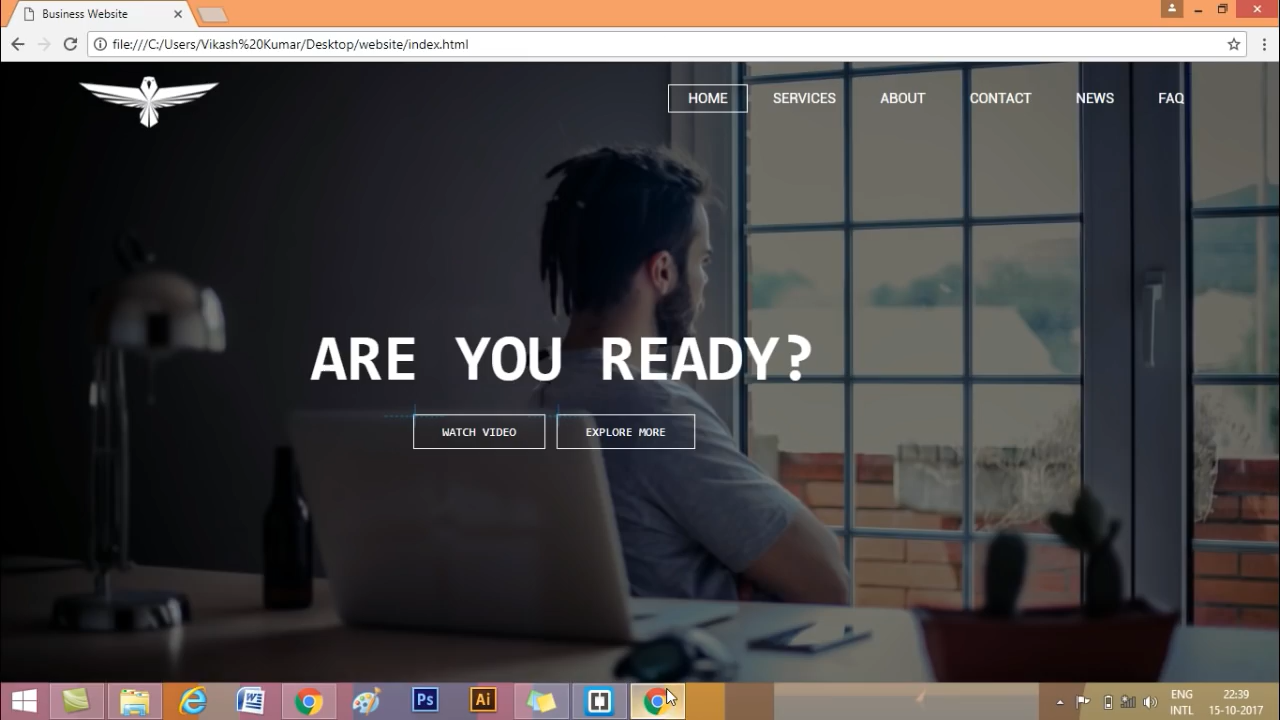 Business Website
file:///C:/Users/Vikash%20Kumar/Desktop/website/index.html
HOME SERVICES ABOUT CONTACT NEWS FAQ
ARE YOU READY?
WATCH VIDEO EXPLORE MORE
Ps Ai
ENG 22:39
INTL 15-10-2017